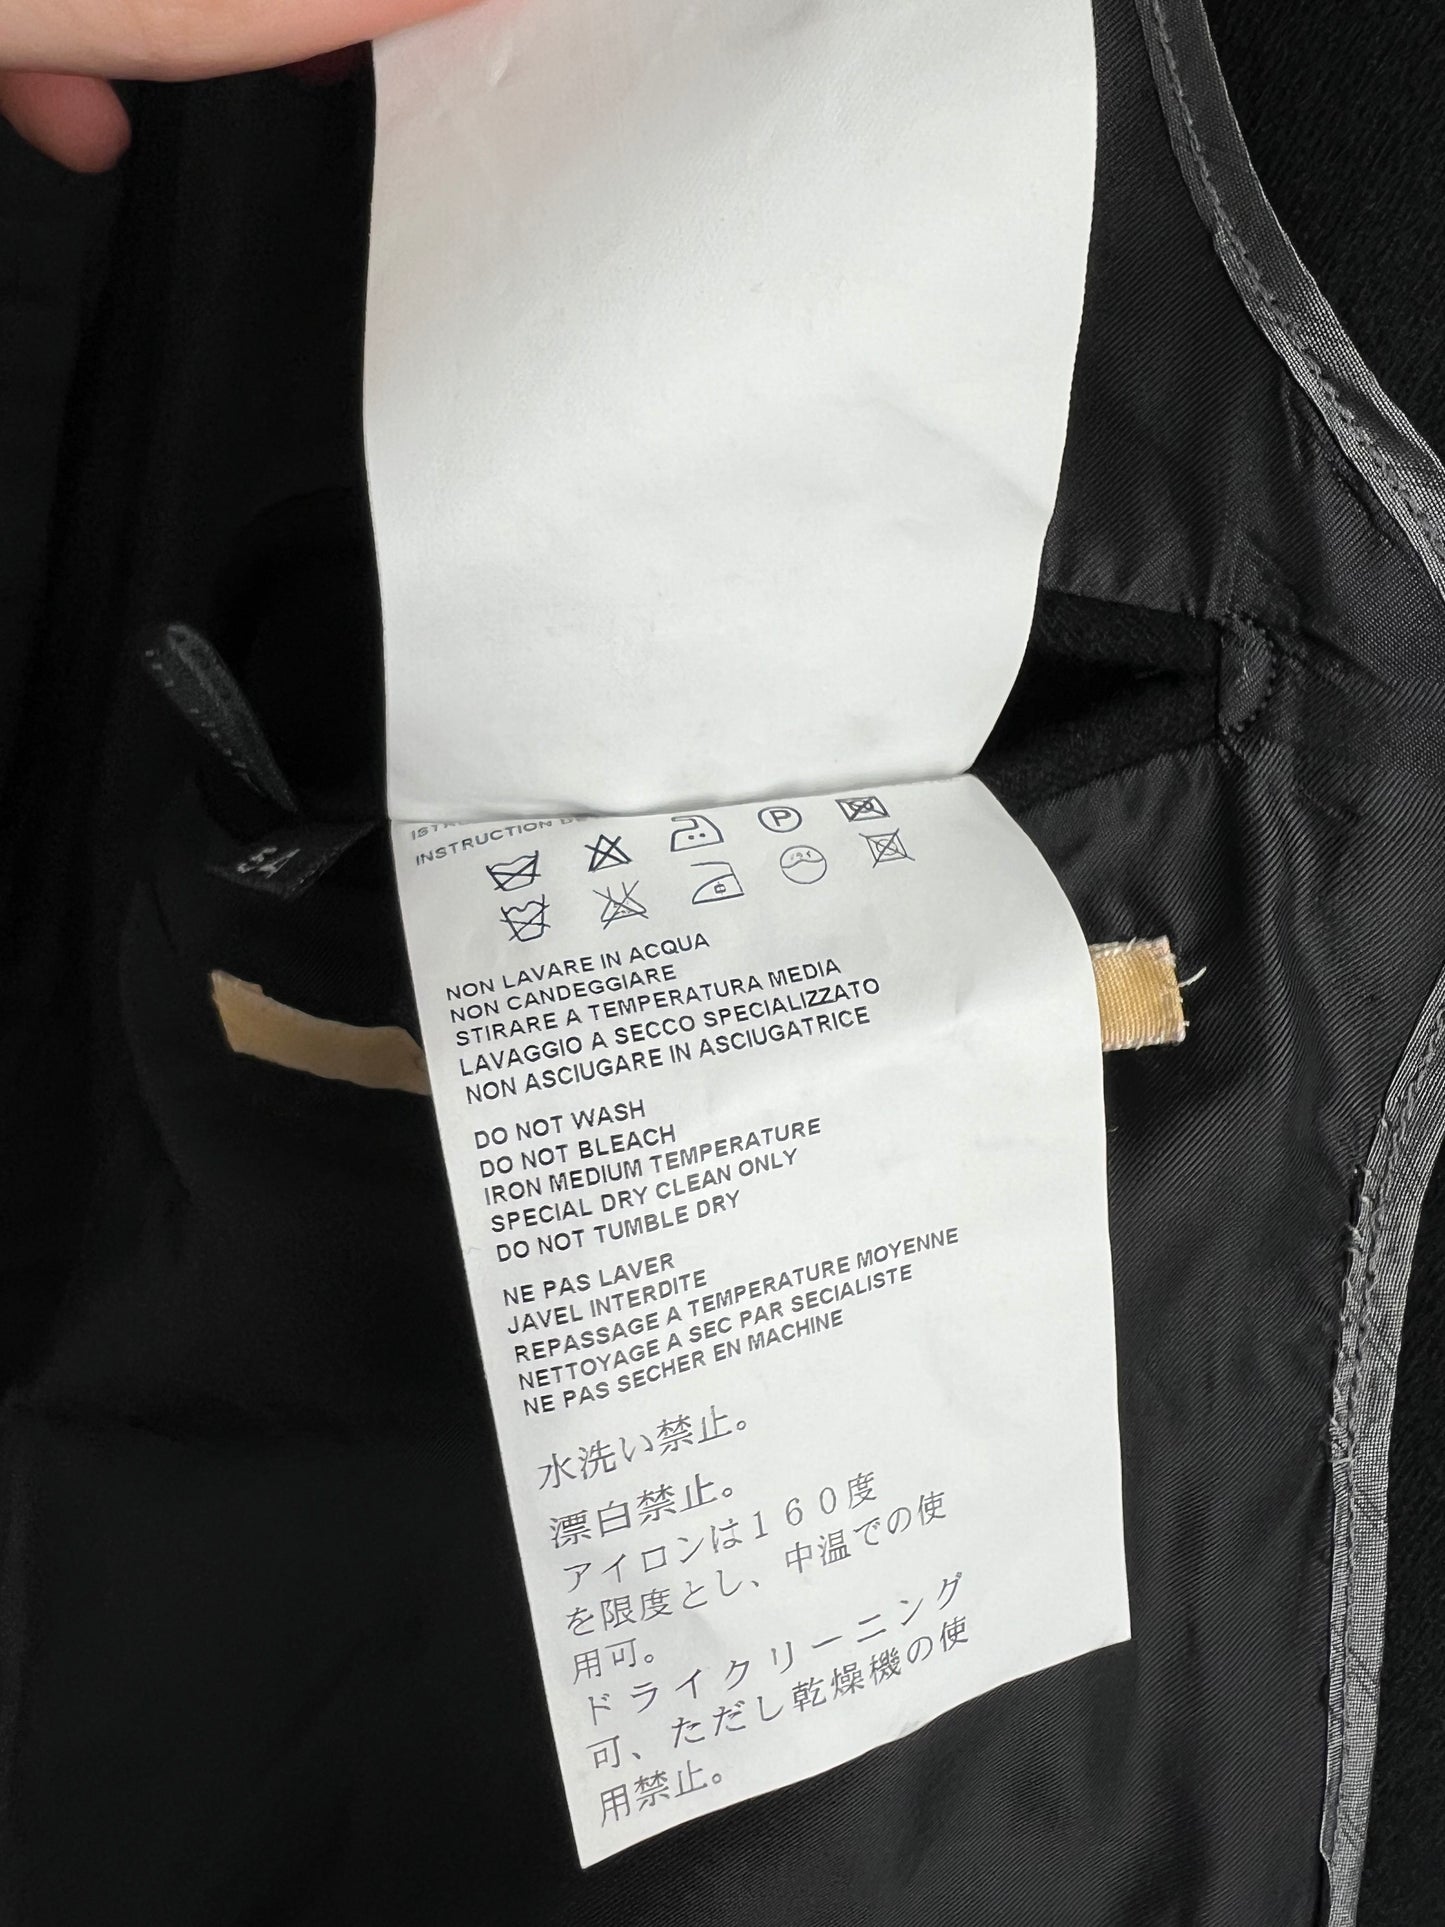 INSTRUCTION
P
NON LAVARE IN ACQUA
NON CANDEGGIARE
STIRARE A TEMPERATURA MEDIA
LAVAGGIO A SECCO SPECIALIZZATO
NON ASCIUGARE IN ASCIUGATRICE
DO NOT WASH
DO NOT BLEACH
IRON MEDIUM TEMPERATURE
SPECIAL DRY CLEAN ONLY
DO NOT TUMBLE DRY
NE PAS LAVER
JAVEL INTERDITE
REPASSAGE A TEMPERATURE MOYENNE
NETTOYAGE A SEC PAR SECIALISTE
NE PAS SECHER EN MACHINE
水洗い禁止。
漂白禁止。
アイロンは１６０度
を限度とし、中温での使
用可。
ドライクリーニング
可、ただし乾燥機の使
用禁止。